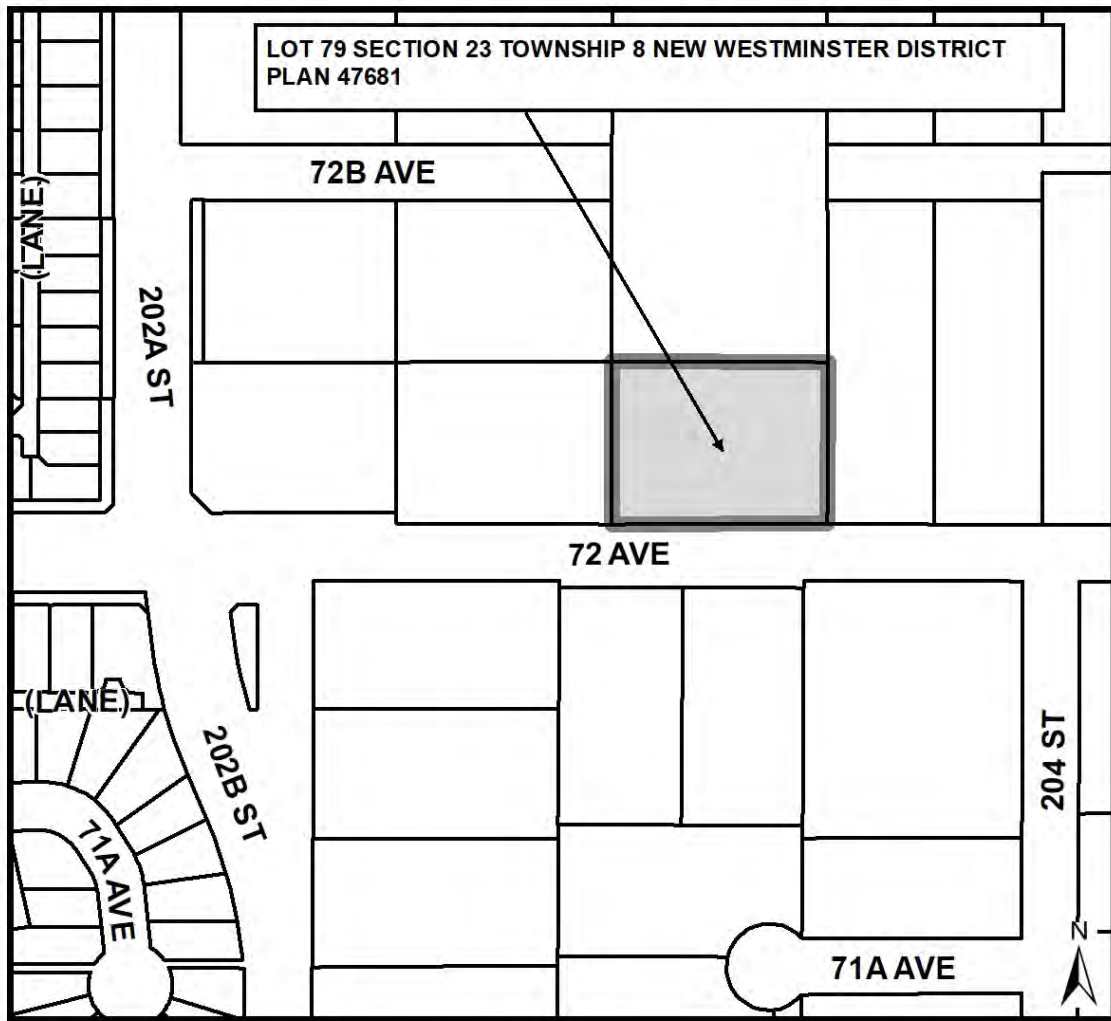 LOT 79 SECTION 23 TOWNSHIP 8 NEW WESTMINSTER DISTRICT
PLAN 47681
72B AVE
(LANE)
202A ST
72 AVE
(LANE)
202B ST
204 ST
71A AVE
N
71A AVE